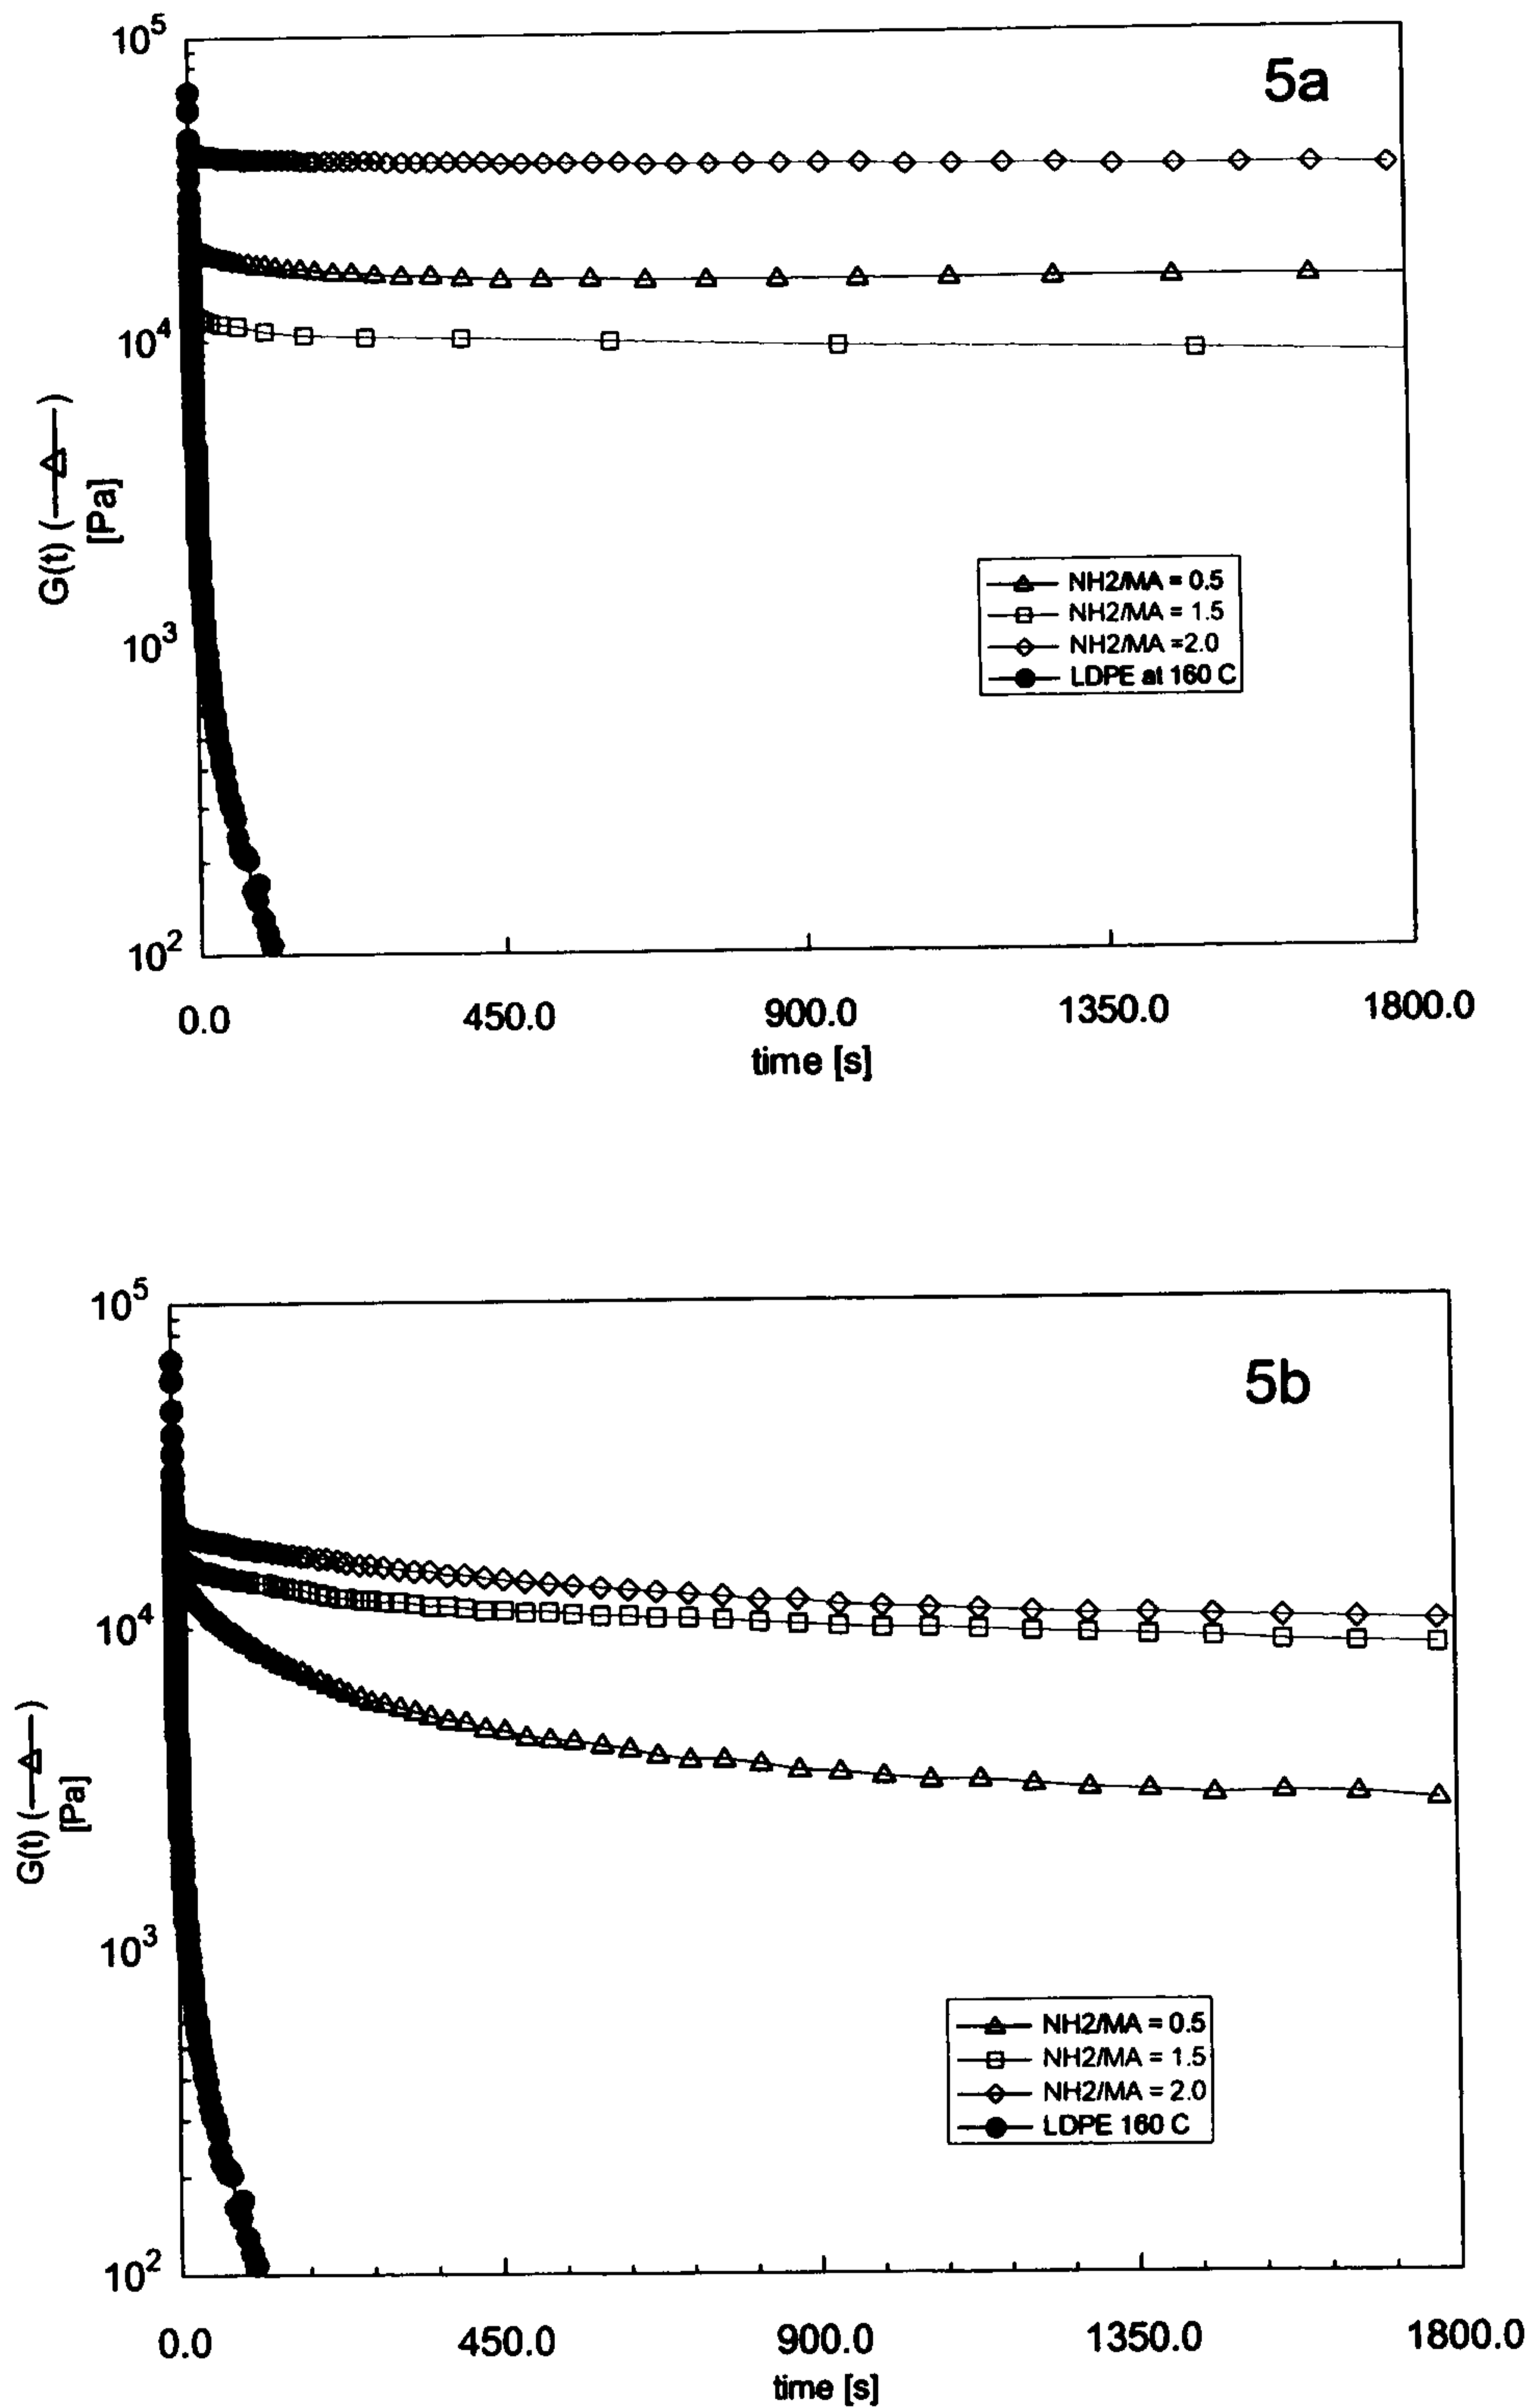 10^5
5a
10^4
G(t) (—△—)
[Pa]
10^3
NH2/MA = 0.5
NH2/MA = 1.5
NH2/MA =2.0
LDPE at 160 C
10^2
0.0 450.0 900.0 1350.0 1800.0
time [s]
10^5
5b
10^4
G(t) (—△—)
[Pa]
10^3
NH2/MA = 0.5
NH2/MA = 1.5
NH2/MA = 2.0
LDPE 160 C
10^2
0.0 450.0 900.0 1350.0 1800.0
time [s]